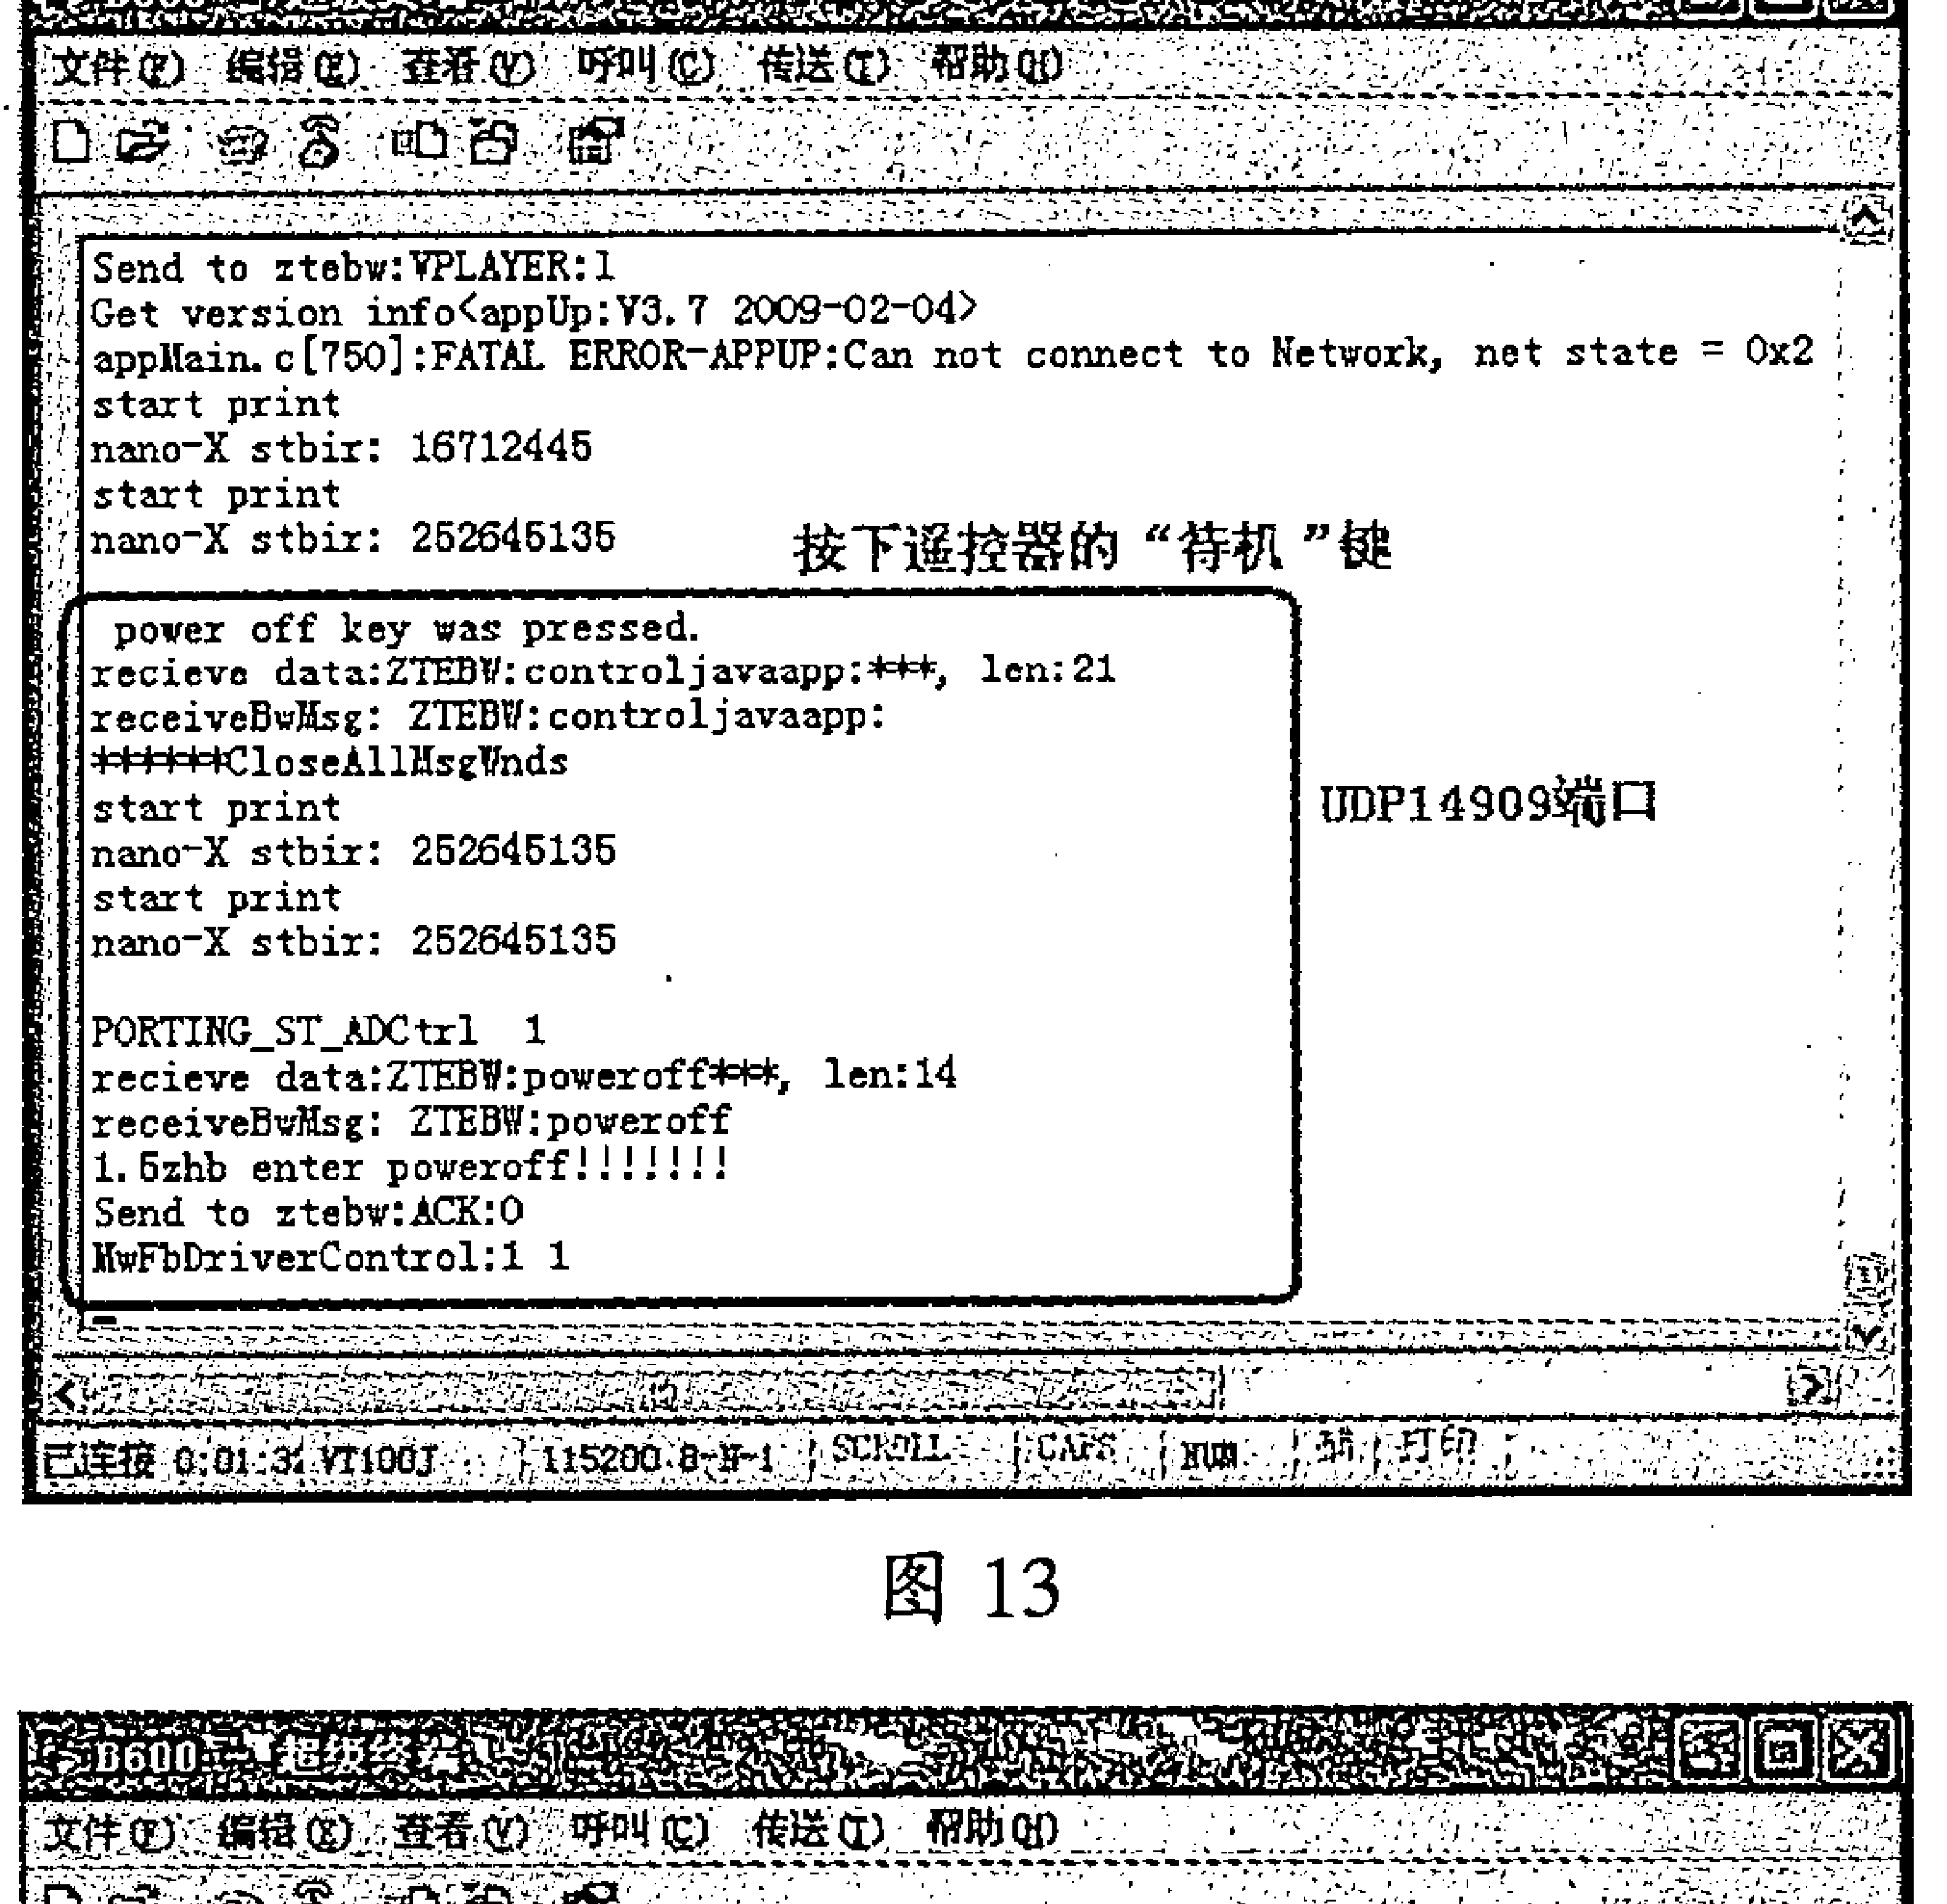 文件(F) 编辑(E) 查看(V) 呼叫(C) 传送(T) 帮助(H)
Send to ztebw:VPLAYER:1
Get version info<appUp:V3.7 2009-02-04>
appMain.c[750]:FATAL ERROR-APPUP:Can not connect to Network, net state = 0x2
start print
nano-X stbir: 16712445
start print
nano-X stbir: 252645135
按下遥控器的“待机”键
power off key was pressed.
recieve data:ZTEBW:controljavaapp:***, len:21
receiveBwMsg: ZTEBW:controljavaapp:
******CloseAllMsgWnds
start print
nano-X stbir: 252645135
start print
nano-X stbir: 252645135
UDP14909端口
PORTING_ST_ADCtrl 1
recieve data:ZTEBW:poweroff***, len:14
receiveBwMsg: ZTEBW:poweroff
1.5zhb enter poweroff!!!!!!!
Send to ztebw:ACK:0
MwFbDriverControl:1 1
已连接 0:01:3 VT100J 115200 8-N-1 SCROLL CAPS NUM 打印
图 13
B600 超级终端
文件(F) 编辑(E) 查看(V) 呼叫(C) 传送(T) 帮助(H)